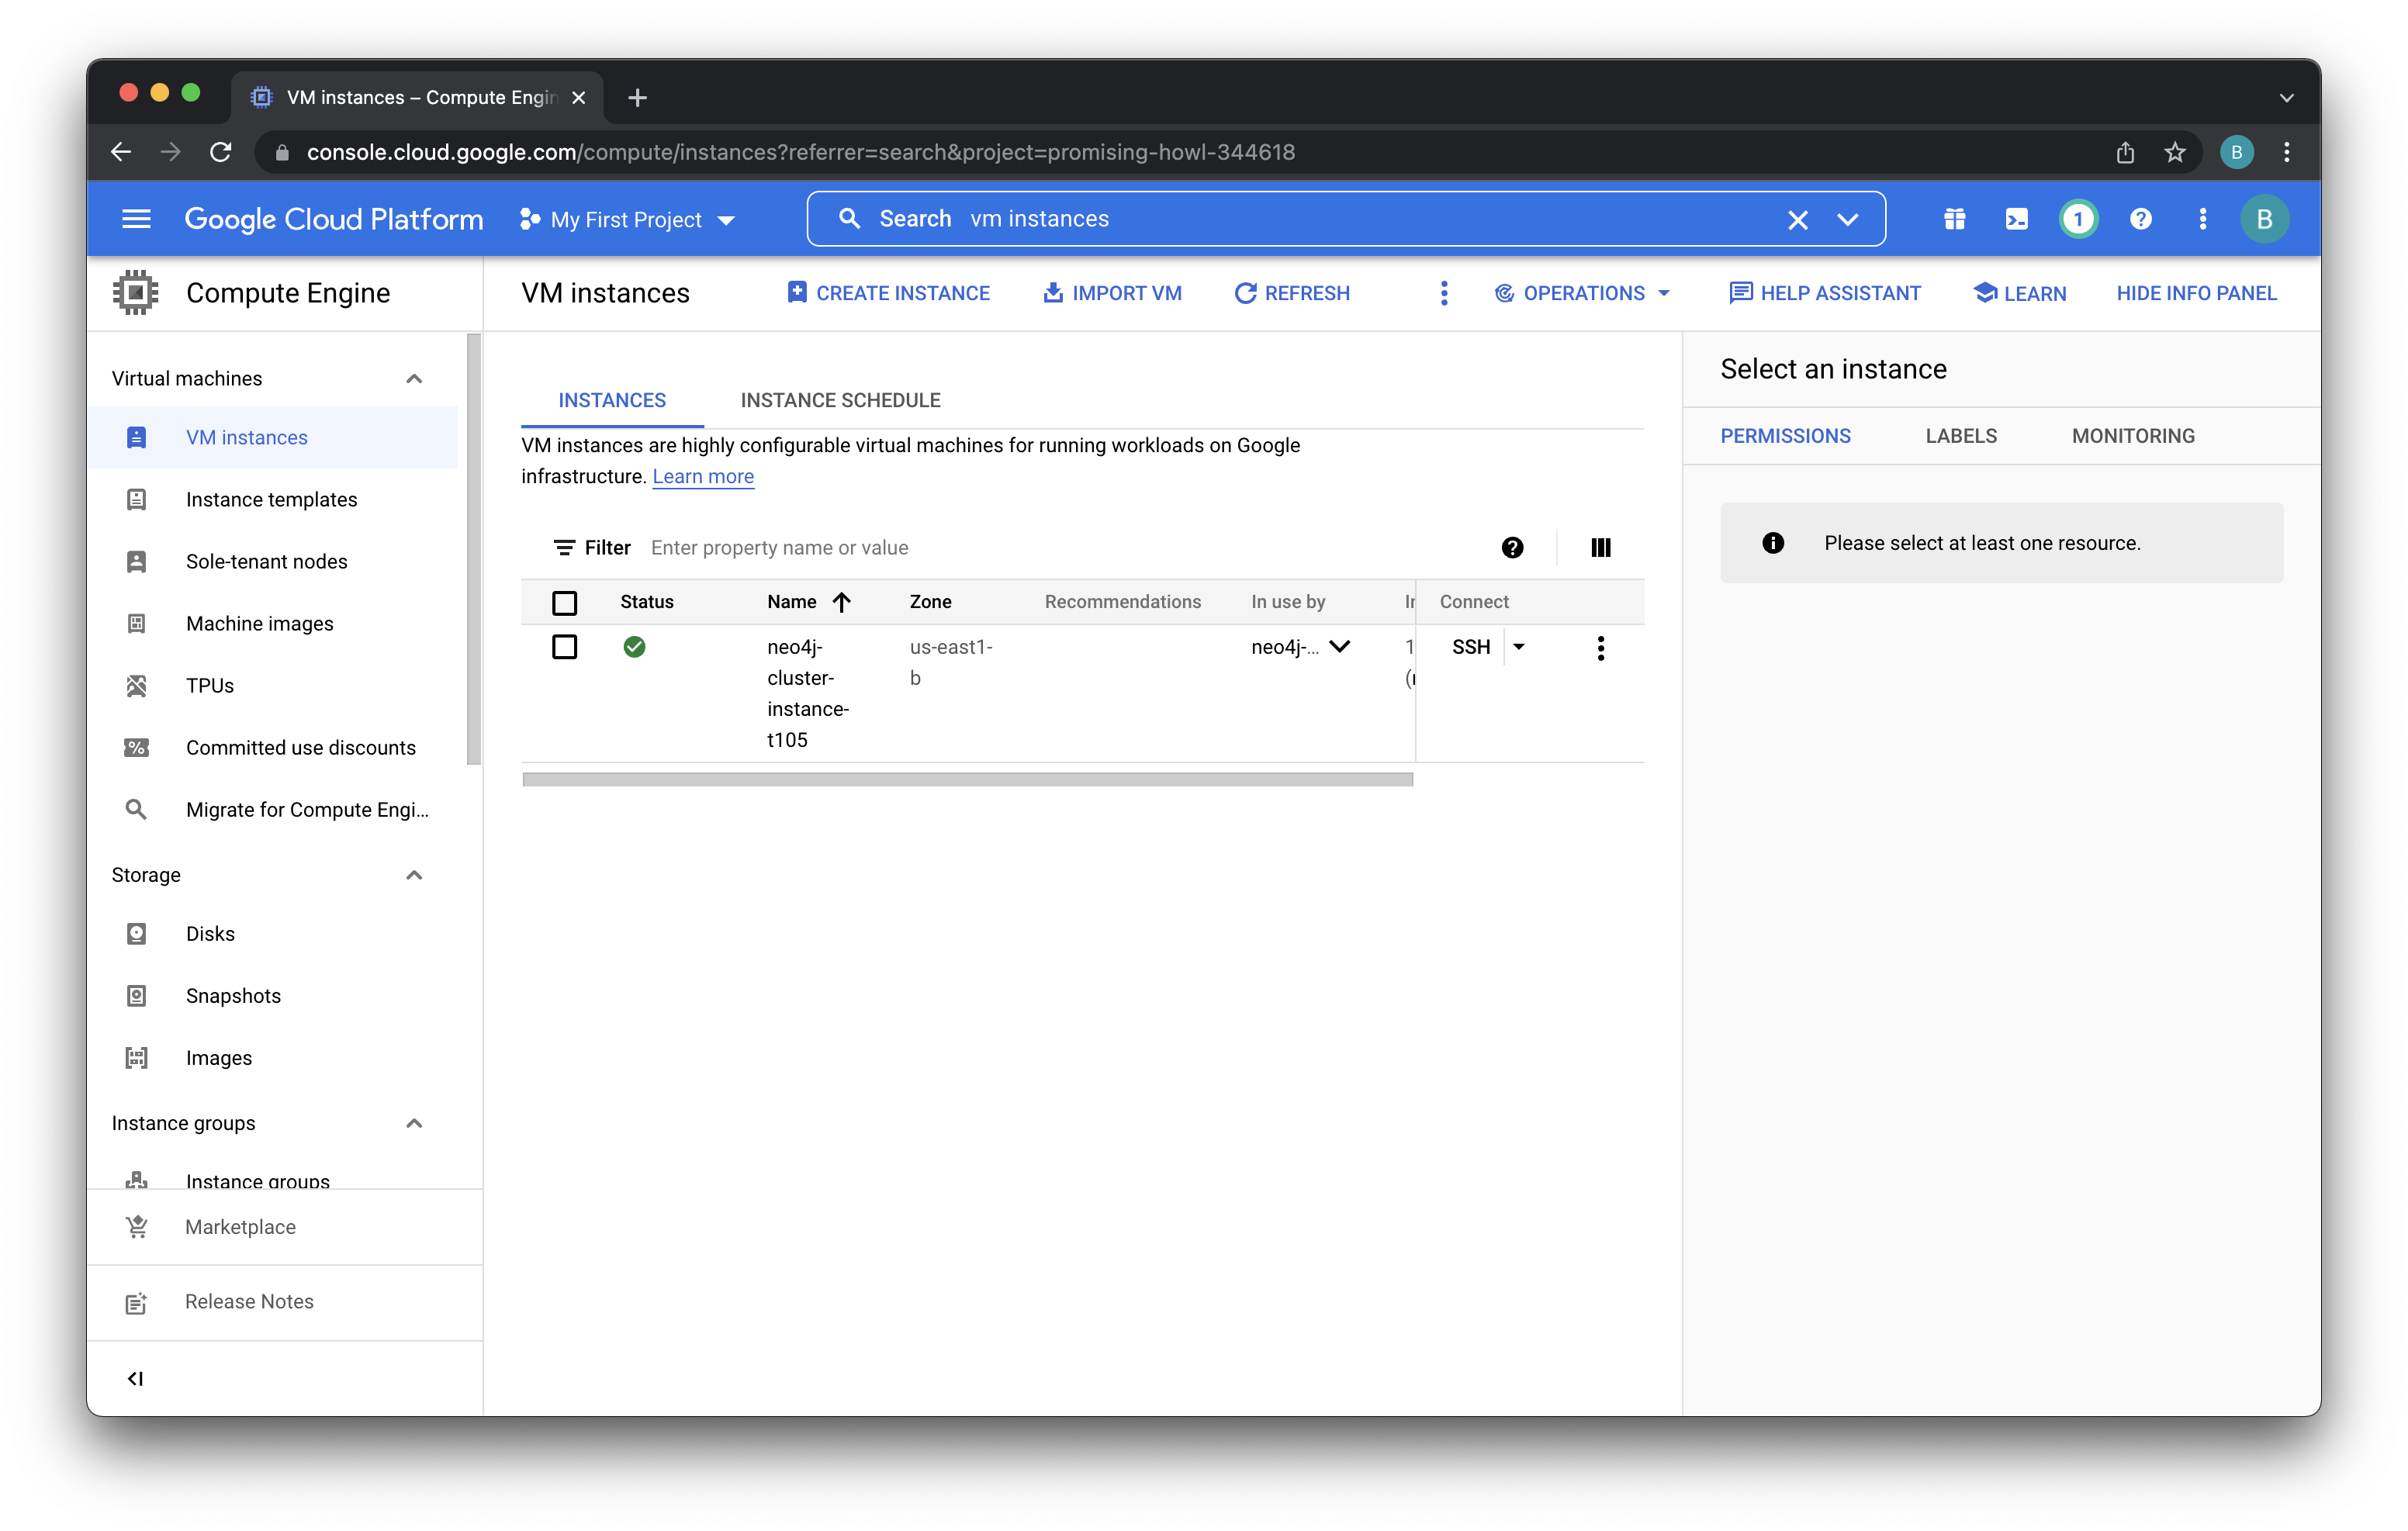 VM instances – Compute Engin
console.cloud.google.com/compute/instances?referrer=search&project=promising-howl-344618
B
Google Cloud Platform
My First Project
Search vm instances
1
B
Compute Engine
VM instances
CREATE INSTANCE
IMPORT VM
REFRESH
OPERATIONS
HELP ASSISTANT
LEARN
HIDE INFO PANEL
Virtual machines
VM instances
Instance templates
Sole-tenant nodes
Machine images
TPUs
Committed use discounts
Migrate for Compute Engi...
Storage
Disks
Snapshots
Images
Instance groups
Instance groups
Marketplace
Release Notes
INSTANCES
INSTANCE SCHEDULE
VM instances are highly configurable virtual machines for running workloads on Google
infrastructure. Learn more
Filter Enter property name or value
Status Name Zone Recommendations In use by Connect
neo4j- us-east1- neo4j-... 1 SSH
cluster- b (
instance-
t105
Select an instance
PERMISSIONS LABELS MONITORING
Please select at least one resource.